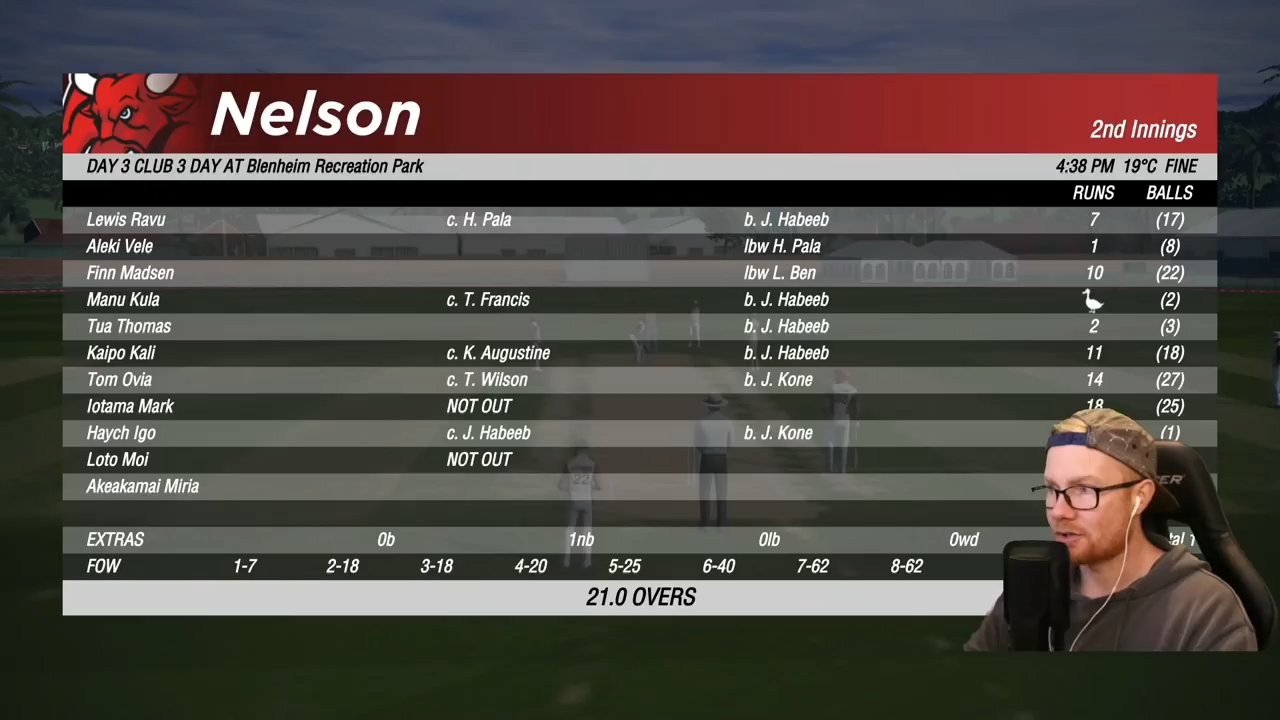 Nelson
2nd Innings
DAY 3 CLUB 3 DAY AT Blenheim Recreation Park 4:38 PM 19°C FINE
RUNS BALLS
Lewis Ravu c. H. Pala b. J. Habeeb 7 (17)
Aleki Vele lbw H. Pala 1 (8)
Finn Madsen lbw L. Ben 10 (22)
Manu Kula c. T. Francis b. J. Habeeb (2)
Tua Thomas b. J. Habeeb 2 (3)
Kaipo Kali c. K. Augustine b. J. Habeeb 11 (18)
Tom Ovia c. T. Wilson b. J. Kone 14 (27)
Iotama Mark NOT OUT 18 (25)
Haych Igo c. J. Habeeb b. J. Kone (1)
Loto Moi NOT OUT
Akeakamai Miria
EXTRAS 0b 1nb 0lb 0wd
FOW 1-7 2-18 3-18 4-20 5-25 6-40 7-62 8-62
21.0 OVERS
22